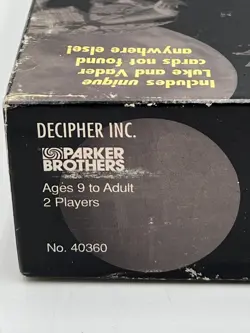 Includes unique
Luke and Vader
cards not found
anywhere else!
DECIPHER INC.
PARKER
BROTHERS
Ages 9 to Adult
2 Players
No. 40360